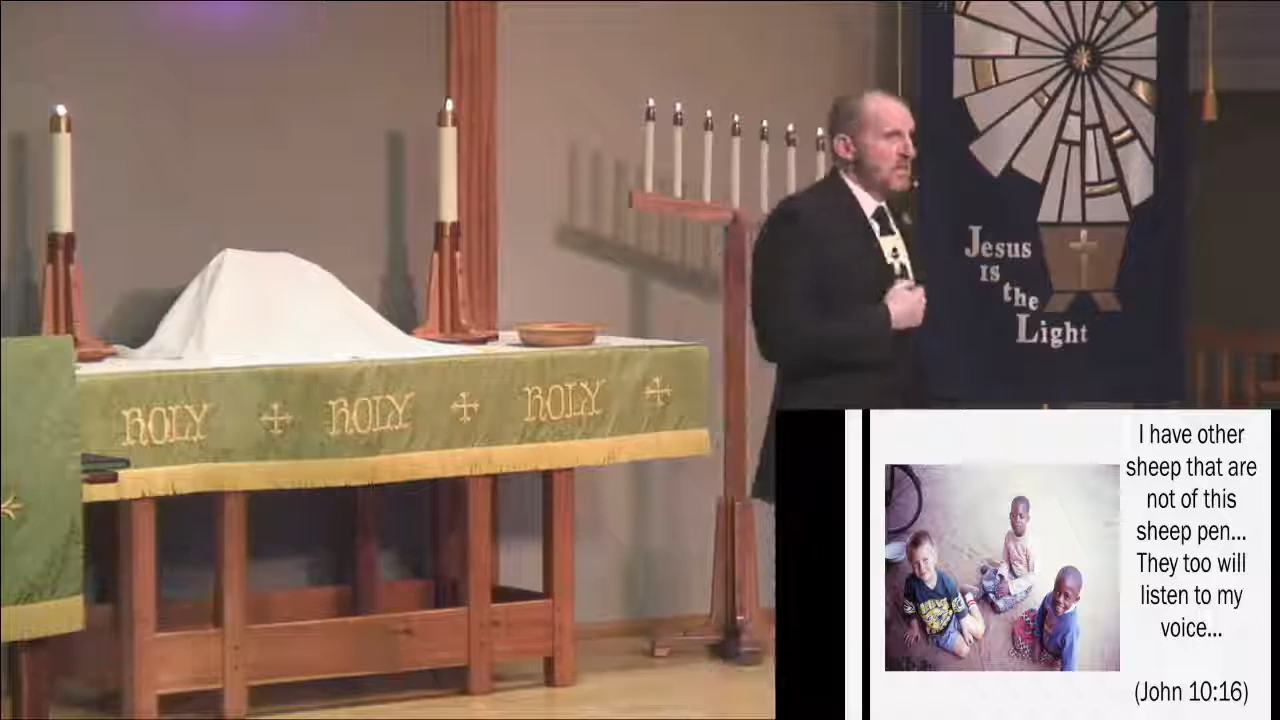 HOLY HOLY HOLY
Jesus
is
the
Light
I have other
sheep that are
not of this
sheep pen...
They too will
listen to my
voice...
(John 10:16)